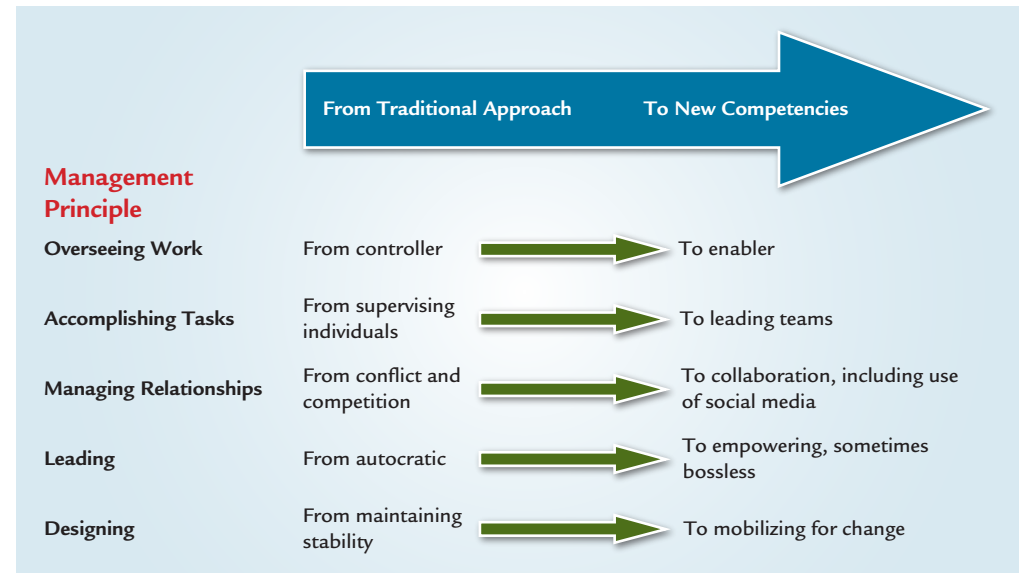 From Traditional Approach
To New Competencies
Management
Principle
Overseeing Work
From controller
To enabler
Accomplishing Tasks
From supervising
individuals
To leading teams
Managing Relationships
From conflict and
competition
To collaboration, including use
of social media
Leading
From autocratic
To empowering, sometimes
bossless
Designing
From maintaining
stability
To mobilizing for change